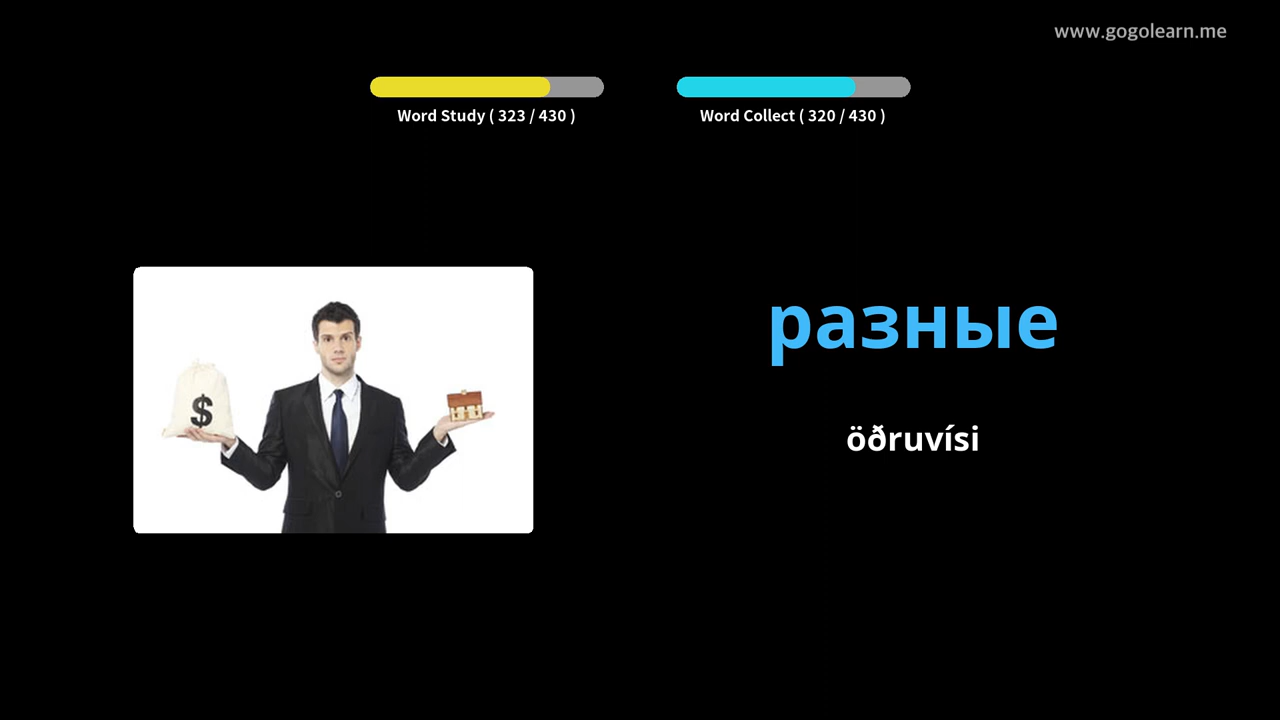 www.gogolearn.me
Word Study ( 323 / 430 )
Word Collect ( 320 / 430 )
разные
$
öðruvísi